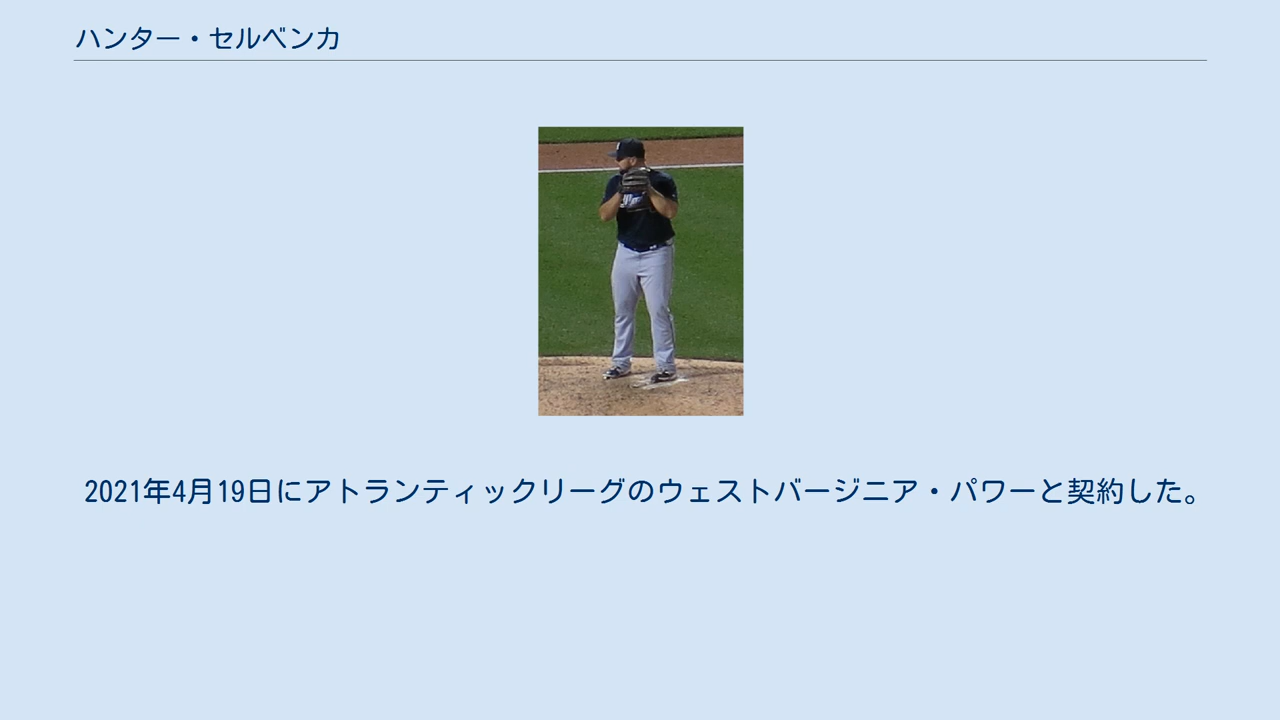 ハンター・セルベンカ
2021年4月19日にアトランティックリーグのウェストバージニア・パワーと契約した。